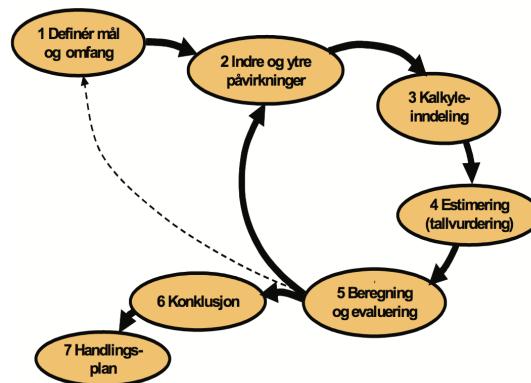 1 Definér mål
og omfang
2 Indre og ytre
påvirkninger
3 Kalkyle-
inndeling
4 Estimering
(tallvurdering)
5 Beregning
og evaluering
6 Konklusjon
7 Handlings-
plan